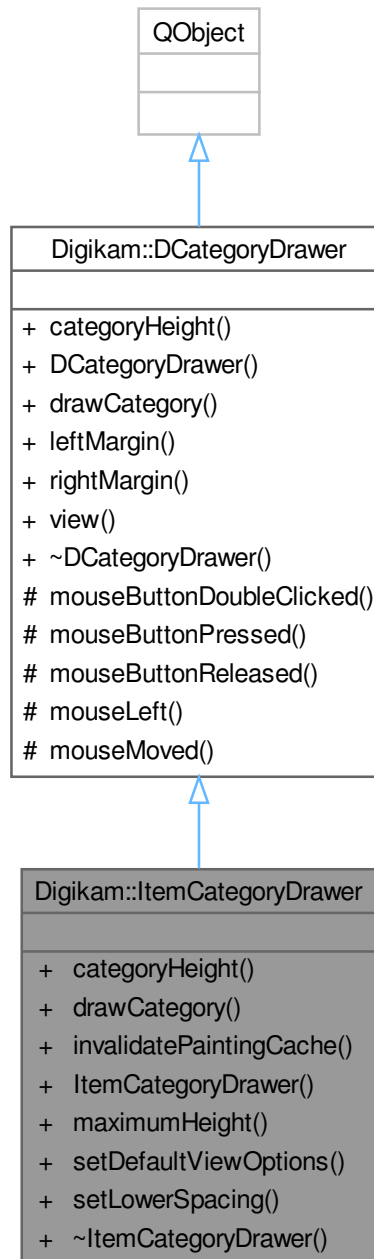 QObject
Digikam::DCategoryDrawer
+ categoryHeight()
+ DCategoryDrawer()
+ drawCategory()
+ leftMargin()
+ rightMargin()
+ view()
+ ~DCategoryDrawer()
# mouseButtonDoubleClicked()
# mouseButtonPressed()
# mouseButtonReleased()
# mouseLeft()
# mouseMoved()
Digikam::ItemCategoryDrawer
+ categoryHeight()
+ drawCategory()
+ invalidatePaintingCache()
+ ItemCategoryDrawer()
+ maximumHeight()
+ setDefaultViewOptions()
+ setLowerSpacing()
+ ~ItemCategoryDrawer()